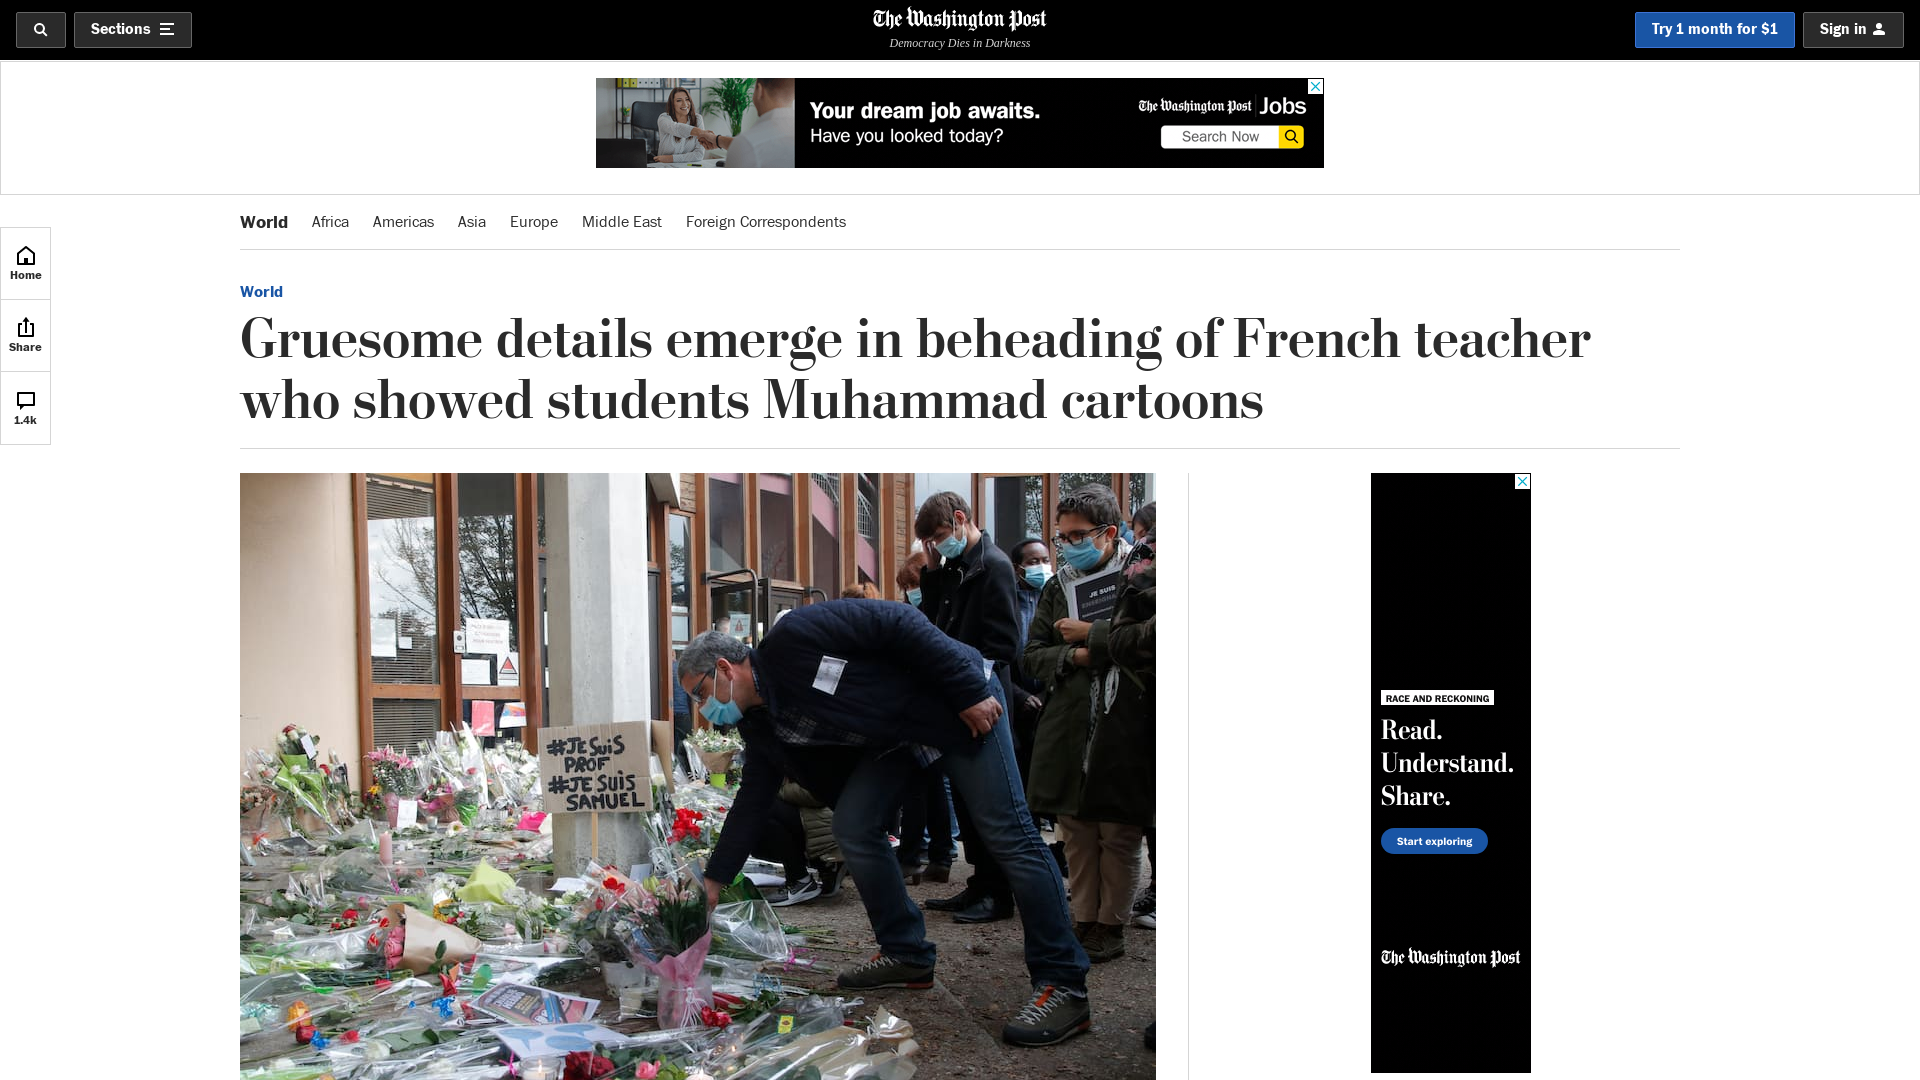 Sections
The Washington Post
Democracy Dies in Darkness
Try 1 month for $1
Sign in
Your dream job awaits.
Have you looked today?
The Washington Post Jobs
Search Now
World
Africa
Americas
Asia
Europe
Middle East
Foreign Correspondents
Home
Share
1.4k
World
Gruesome details emerge in beheading of French teacher
who showed students Muhammad cartoons
#JE SUIS
PROF
#JE SUIS
SAMUEL
JE SUIS
ENSEIGNANT
RACE AND RECKONING
Read.
Understand.
Share.
Start exploring
The Washington Post